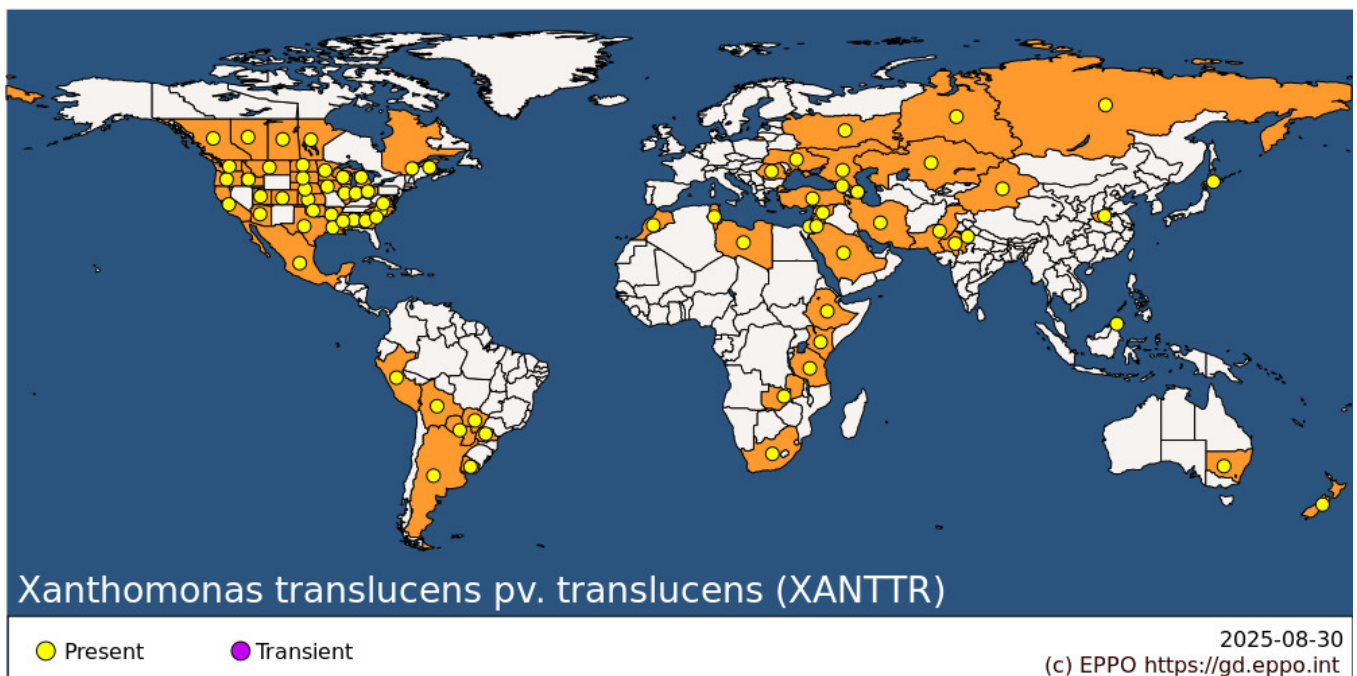 Xanthomonas translucens pv. translucens (XANTTR)
Present
Transient
2025-08-30
(c) EPPO https://gd.eppo.int